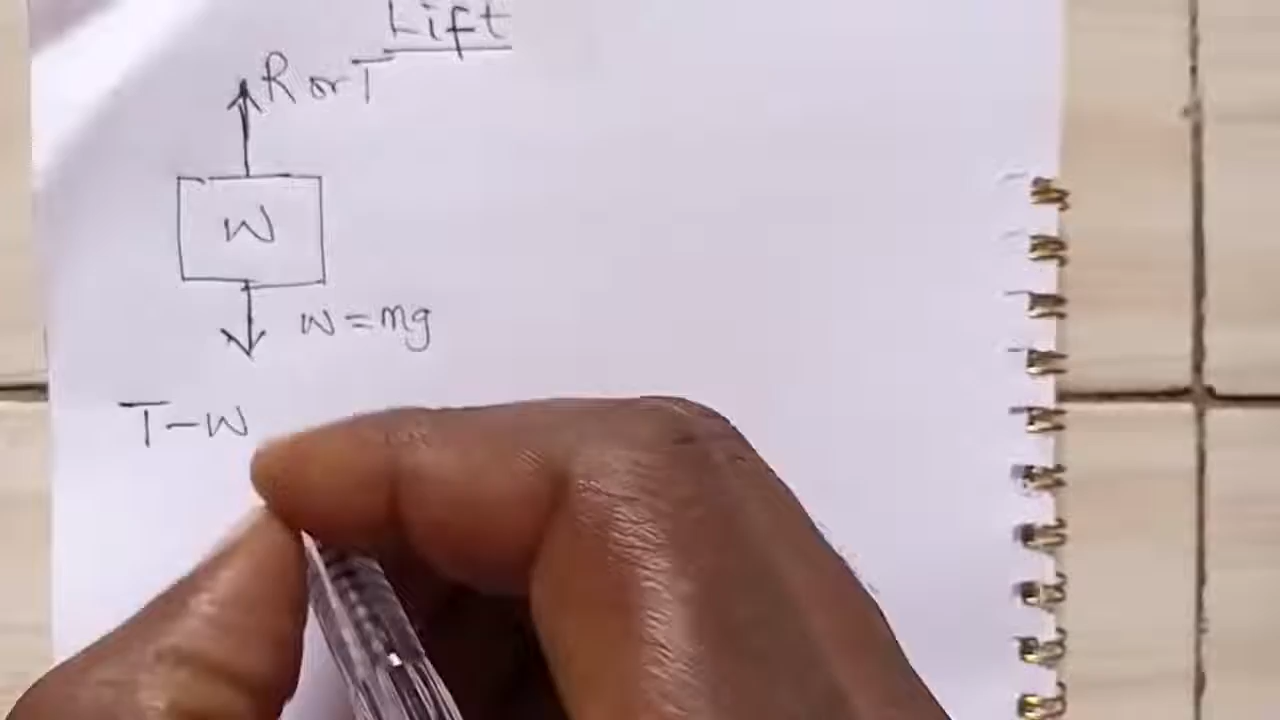 Lift
R or T
W
W = mg
T - W